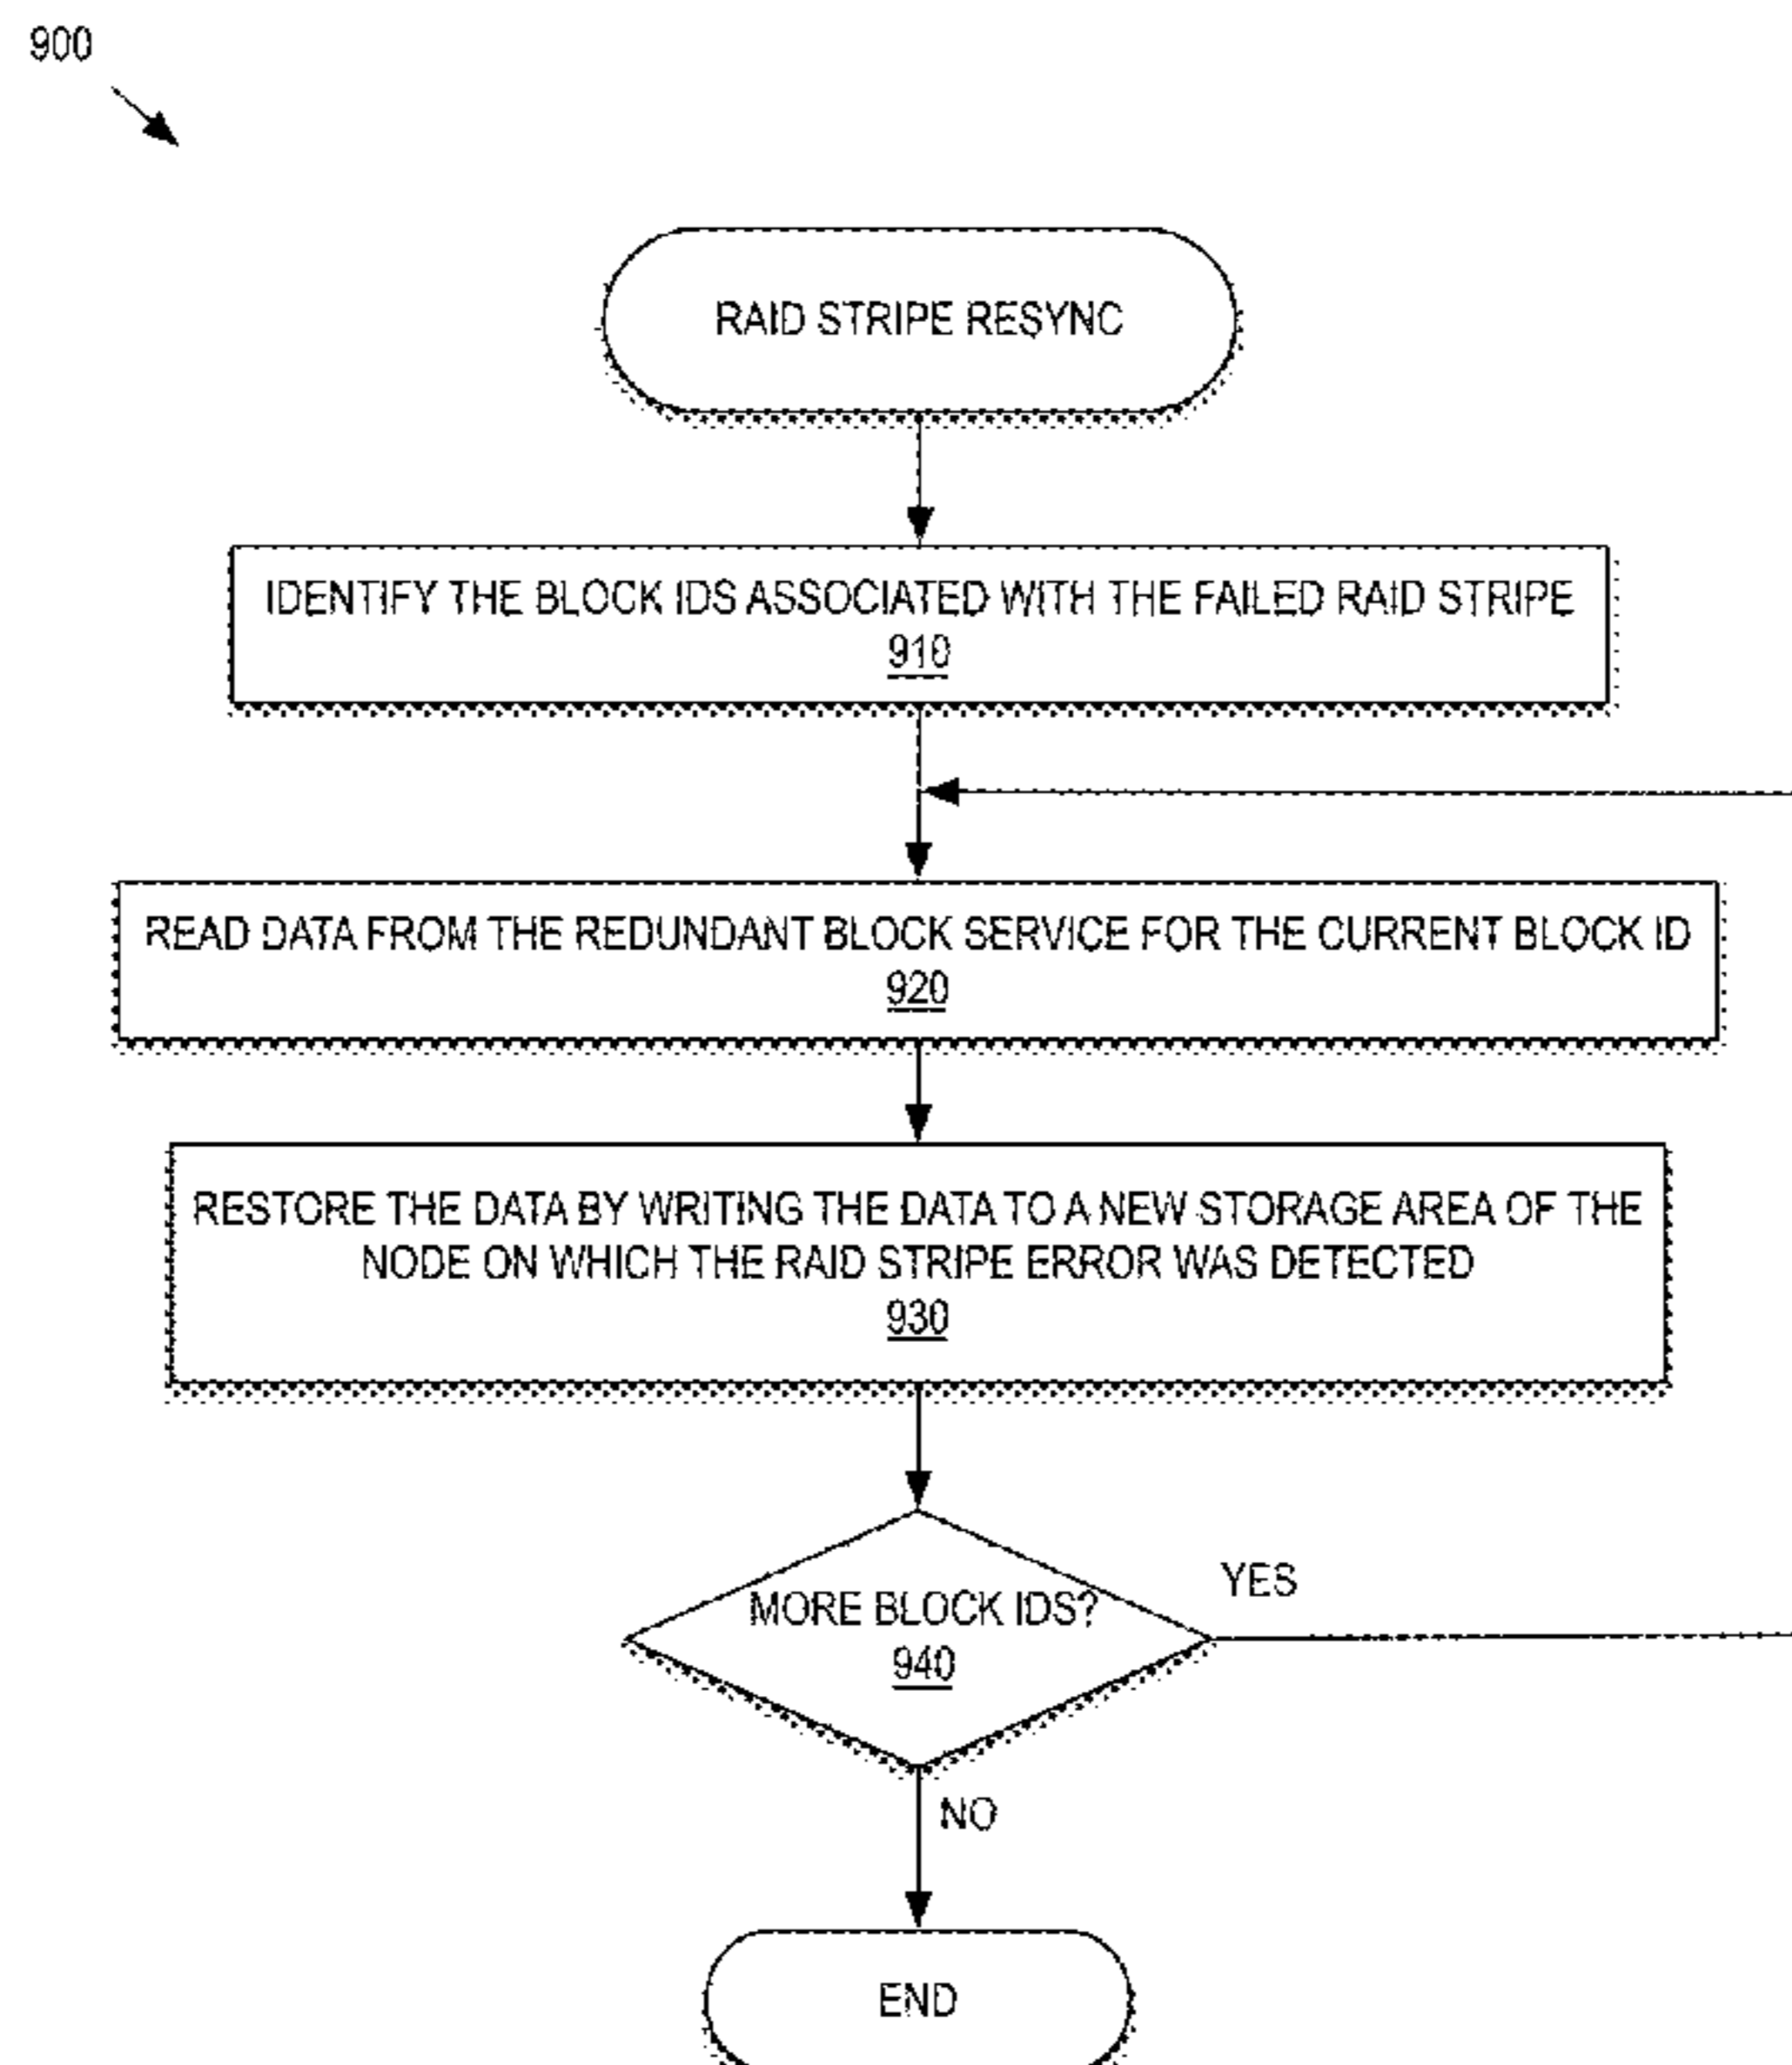 900
RAID STRIPE RESYNC
IDENTIFY THE BLOCK IDS ASSOCIATED WITH THE FAILED RAID STRIPE
910
READ DATA FROM THE REDUNDANT BLOCK SERVICE FOR THE CURRENT BLOCK ID
920
RESTORE THE DATA BY WRITING THE DATA TO A NEW STORAGE AREA OF THE
NODE ON WHICH THE RAID STRIPE ERROR WAS DETECTED
930
YES
MORE BLOCK IDS?
940
NO
END